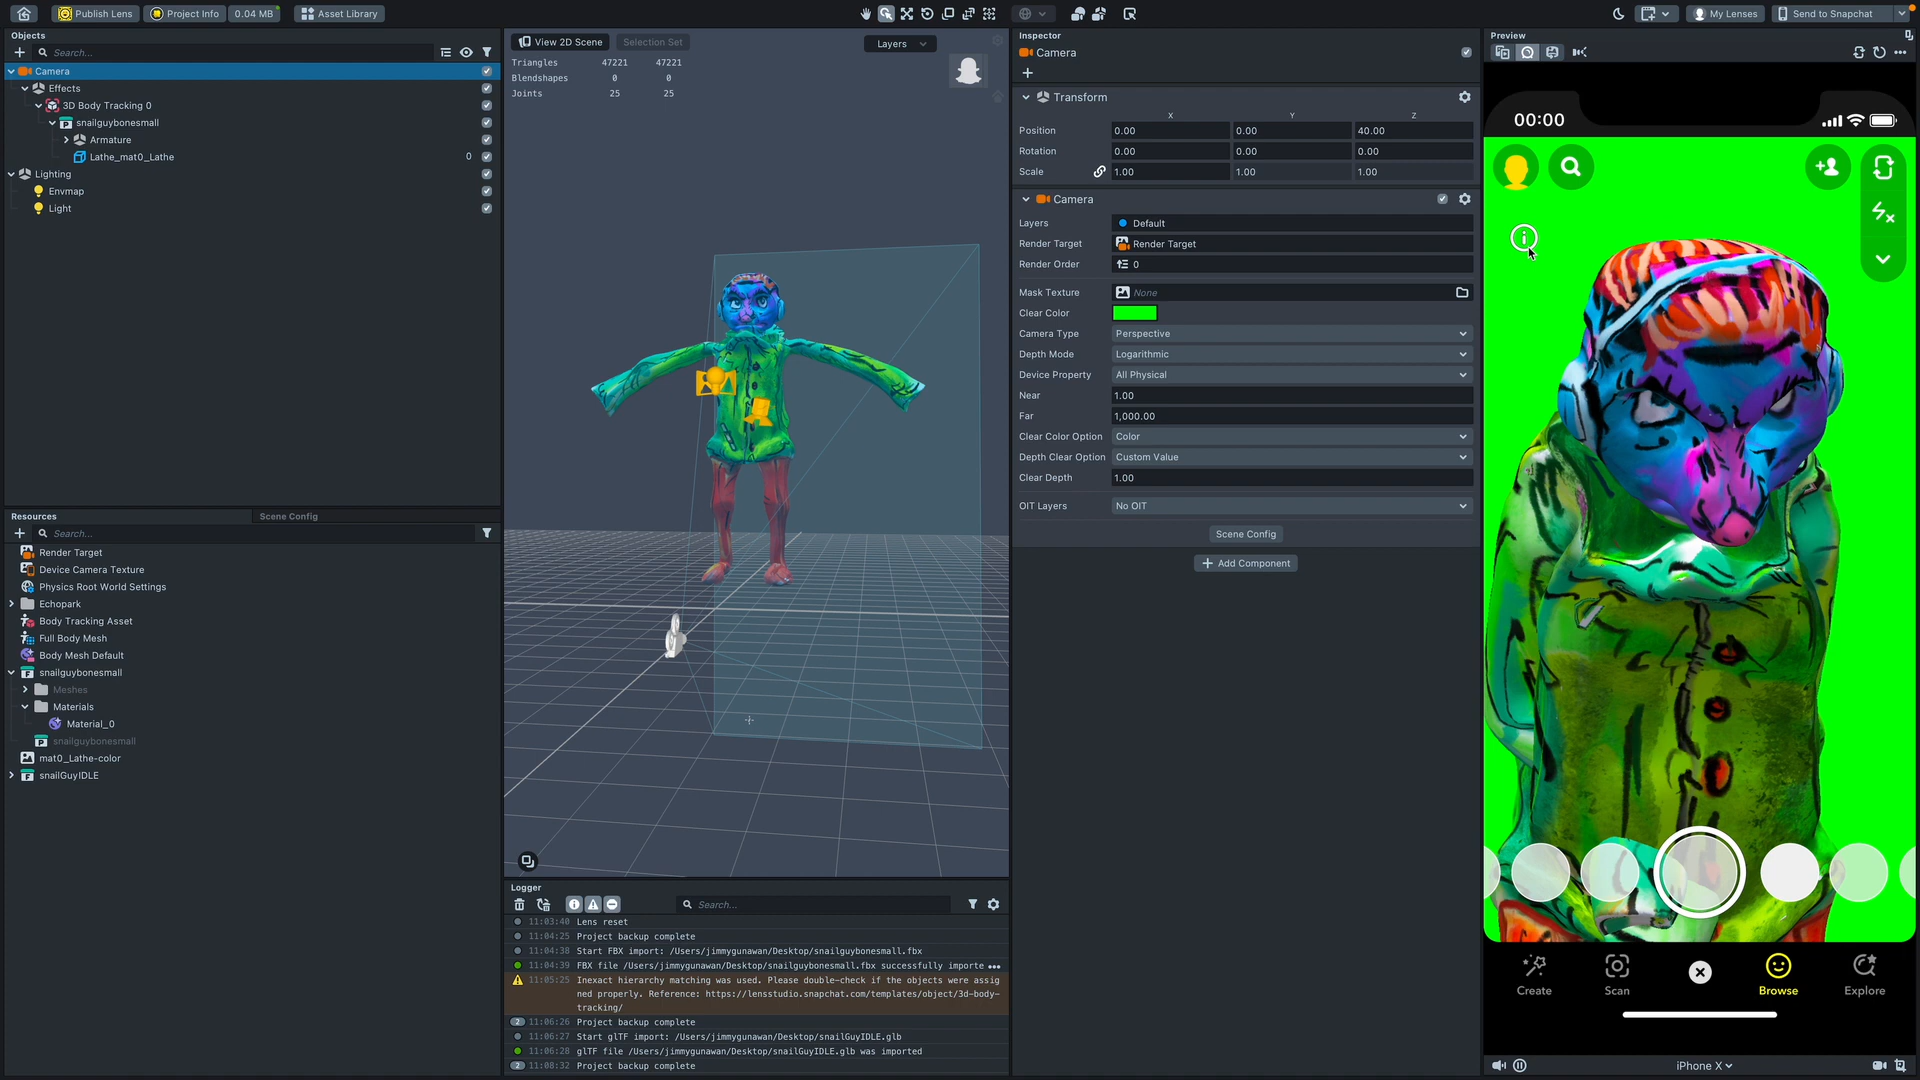 Publish Lens
Project Info
0.04 MB
Asset Library
My Lenses
Send to Snapchat
Objects
Search...
Camera
Effects
3D Body Tracking 0
snailguybonesmall
Armature
Lathe_mat0_Lathe 0
Lighting
Envmap
Light
Resources
Scene Config
Search...
Render Target
Device Camera Texture
Physics Root World Settings
Echopark
Body Tracking Asset
Full Body Mesh
Body Mesh Default
snailguybonesmall
Meshes
Materials
Material_0
snailguybonesmall
mat0_Lathe-color
snailGuyIDLE
View 2D Scene
Selection Set
Layers
Triangles 47221 47221
Blendshapes 0 0
Joints 25 25
Logger
Search...
11:03:40 Lens reset
11:04:25 Project backup complete
11:04:38 Start FBX import: /Users/jimmygunawan/Desktop/snailguybonesmall.fbx
11:04:39 FBX file /Users/jimmygunawan/Desktop/snailguybonesmall.fbx successfully importe •••
11:05:25 Inexact hierarchy matching was used. Please double-check if the objects were assig
ned properly. Reference: https://lensstudio.snapchat.com/templates/object/3d-body-
tracking/
2 11:06:26 Project backup complete
11:06:27 Start glTF import: /Users/jimmygunawan/Desktop/snailGuyIDLE.glb
11:06:28 glTF file /Users/jimmygunawan/Desktop/snailGuyIDLE.glb was imported
2 11:08:32 Project backup complete
Inspector
Camera
Transform
X Y Z
Position 0.00 0.00 40.00
Rotation 0.00 0.00 0.00
Scale 1.00 1.00 1.00
Camera
Layers Default
Render Target Render Target
Render Order 0
Mask Texture None
Clear Color
Camera Type Perspective
Depth Mode Logarithmic
Device Property All Physical
Near 1.00
Far 1,000.00
Clear Color Option Color
Depth Clear Option Custom Value
Clear Depth 1.00
OIT Layers No OIT
Scene Config
Add Component
Preview
00:00
Create
Scan
Browse
Explore
iPhone X